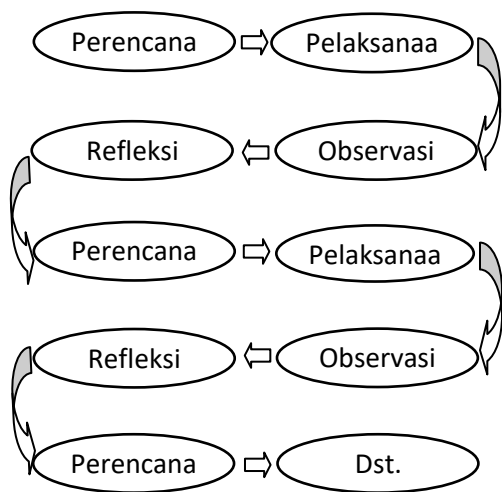 Perencana
Pelaksanaa
Refleksi
Observasi
Perencana
Pelaksanaa
Refleksi
Observasi
Perencana
Dst.